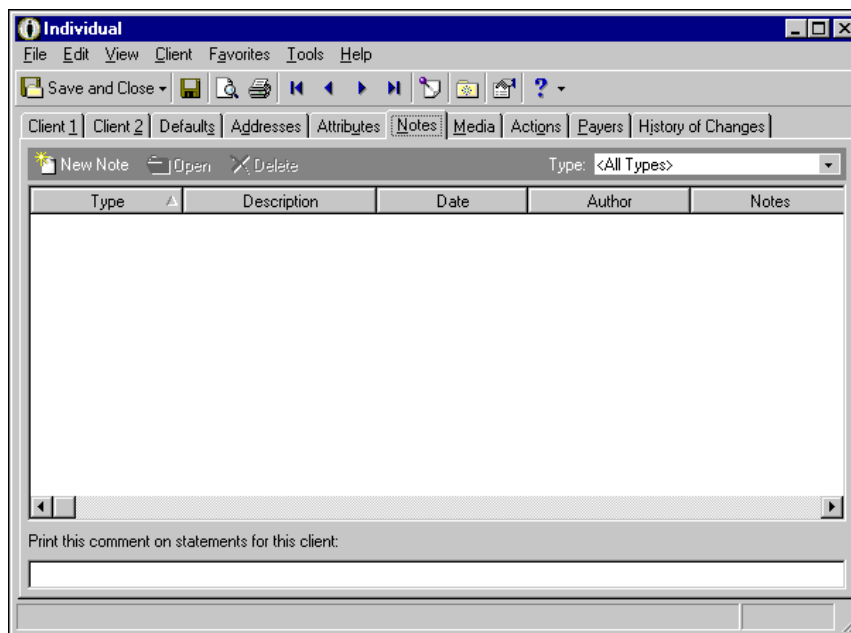 Individual
File Edit View Client Favorites Tools Help
Save and Close ?
Client 1 Client 2 Defaults Addresses Attributes Notes Media Actions Payers History of Changes
New Note Open Delete Type: <All Types>
Type Description Date Author Notes
Print this comment on statements for this client: